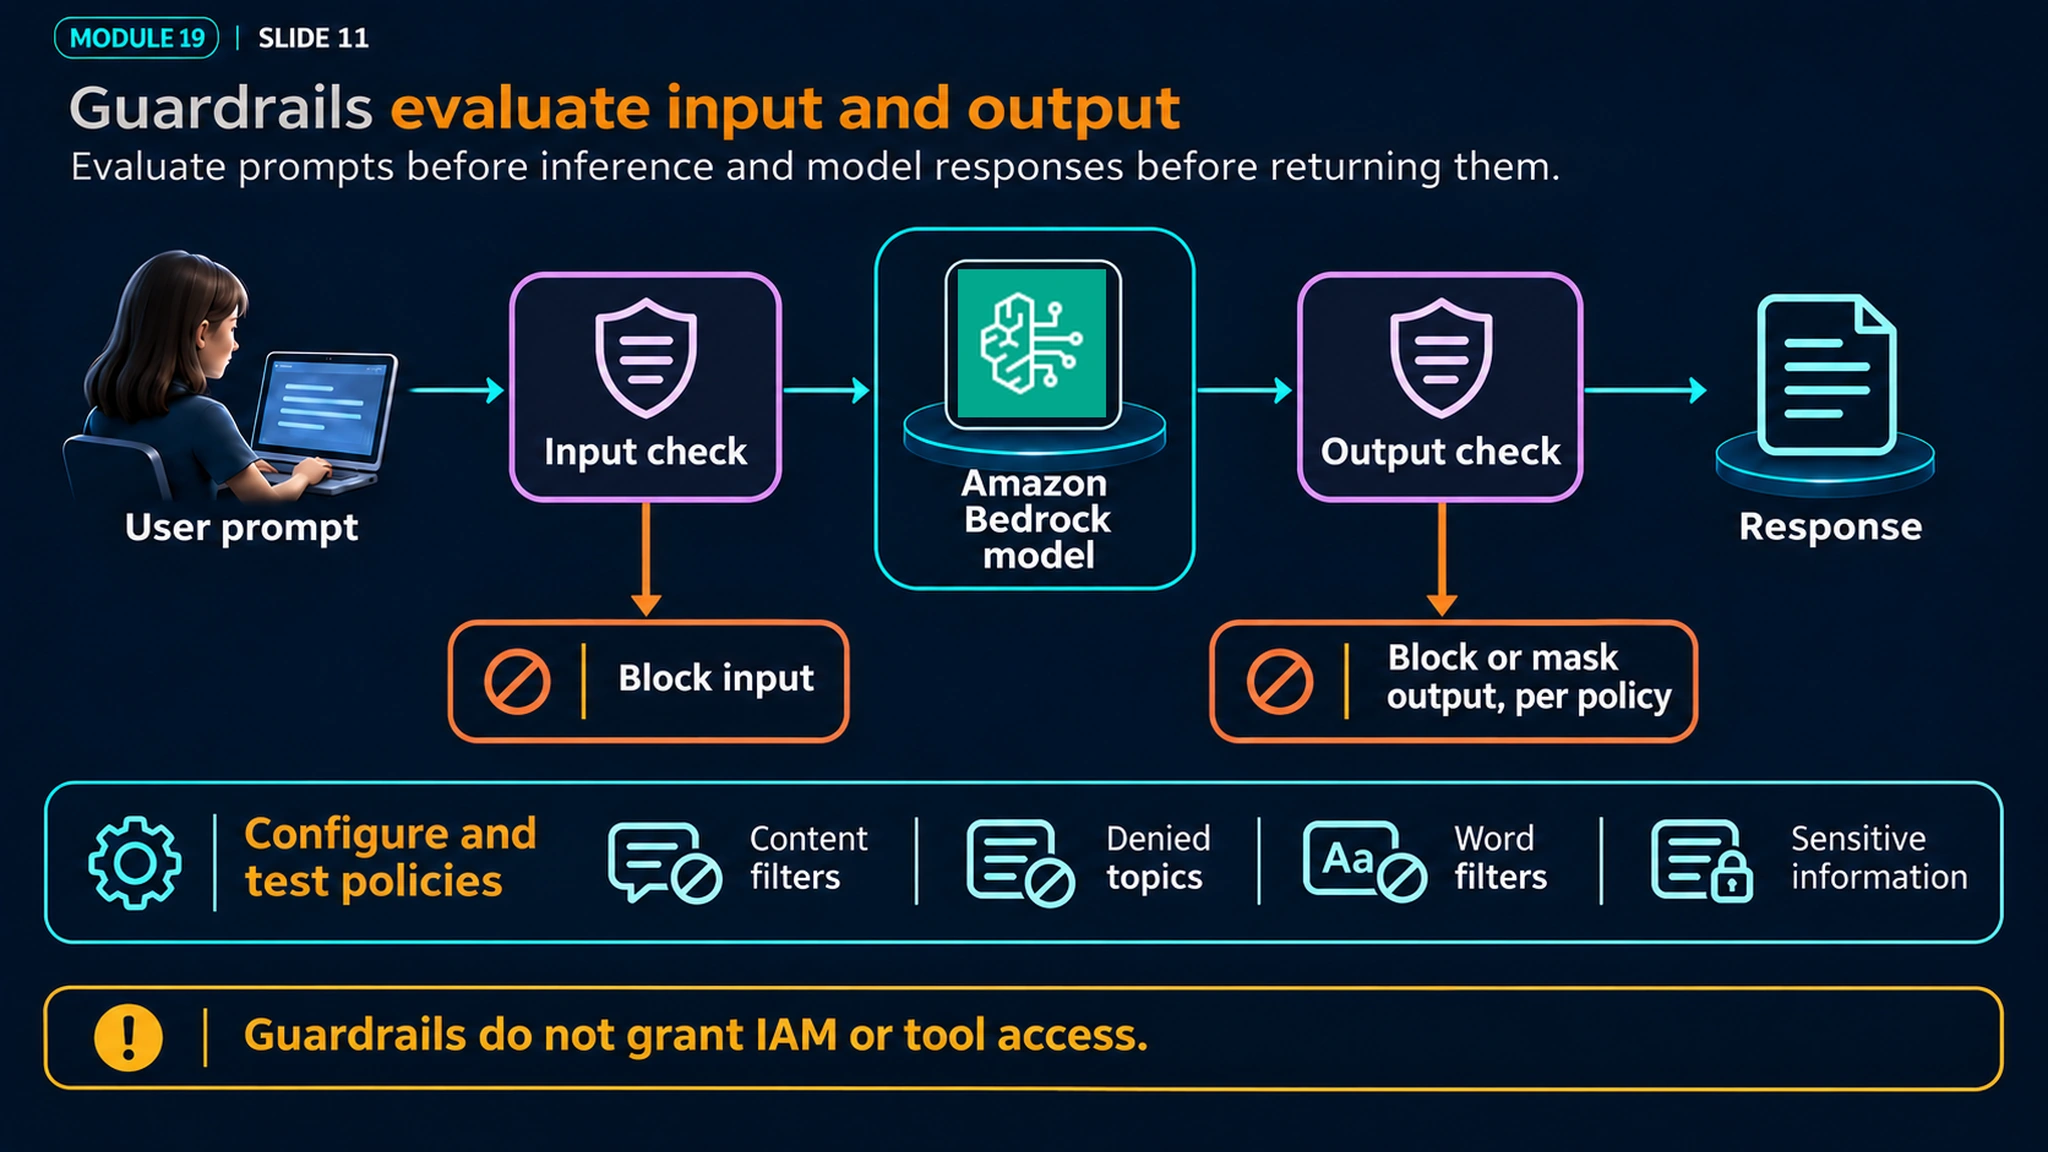 MODULE 19 | SLIDE 11
Guardrails evaluate input and output
Evaluate prompts before inference and model responses before returning them.
User prompt
Input check
Amazon
Bedrock
model
Output check
Response
Block input
Block or mask
output, per policy
Configure and
test policies
Content
filters
Denied
topics
Aa
Word
filters
Sensitive
information
Guardrails do not grant IAM or tool access.